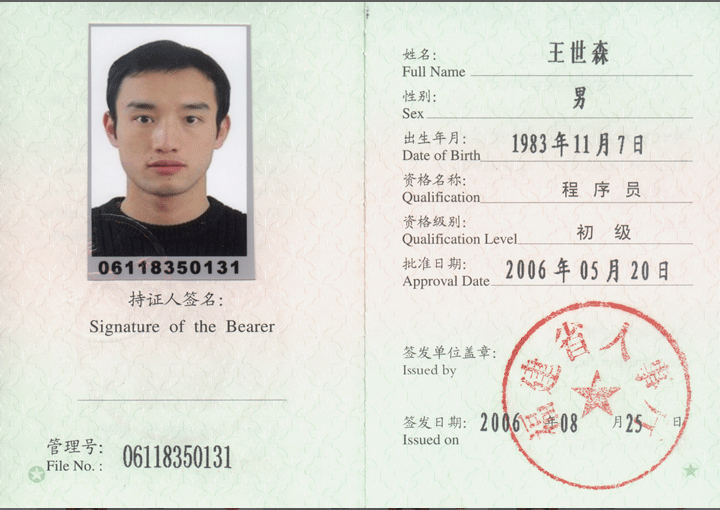 06118350131
持证人签名:
Signature of the Bearer
管理号:
File No. : 06118350131
姓名: 王世森
Full Name
性别: 男
Sex
出生年月: 1983年11月7日
Date of Birth
资格名称: 程序员
Qualification
资格级别: 初级
Qualification Level
批准日期: 2006年05月20日
Approval Date
签发单位盖章:
Issued by
福建省人事厅
签发日期: 2006年08月25日
Issued on